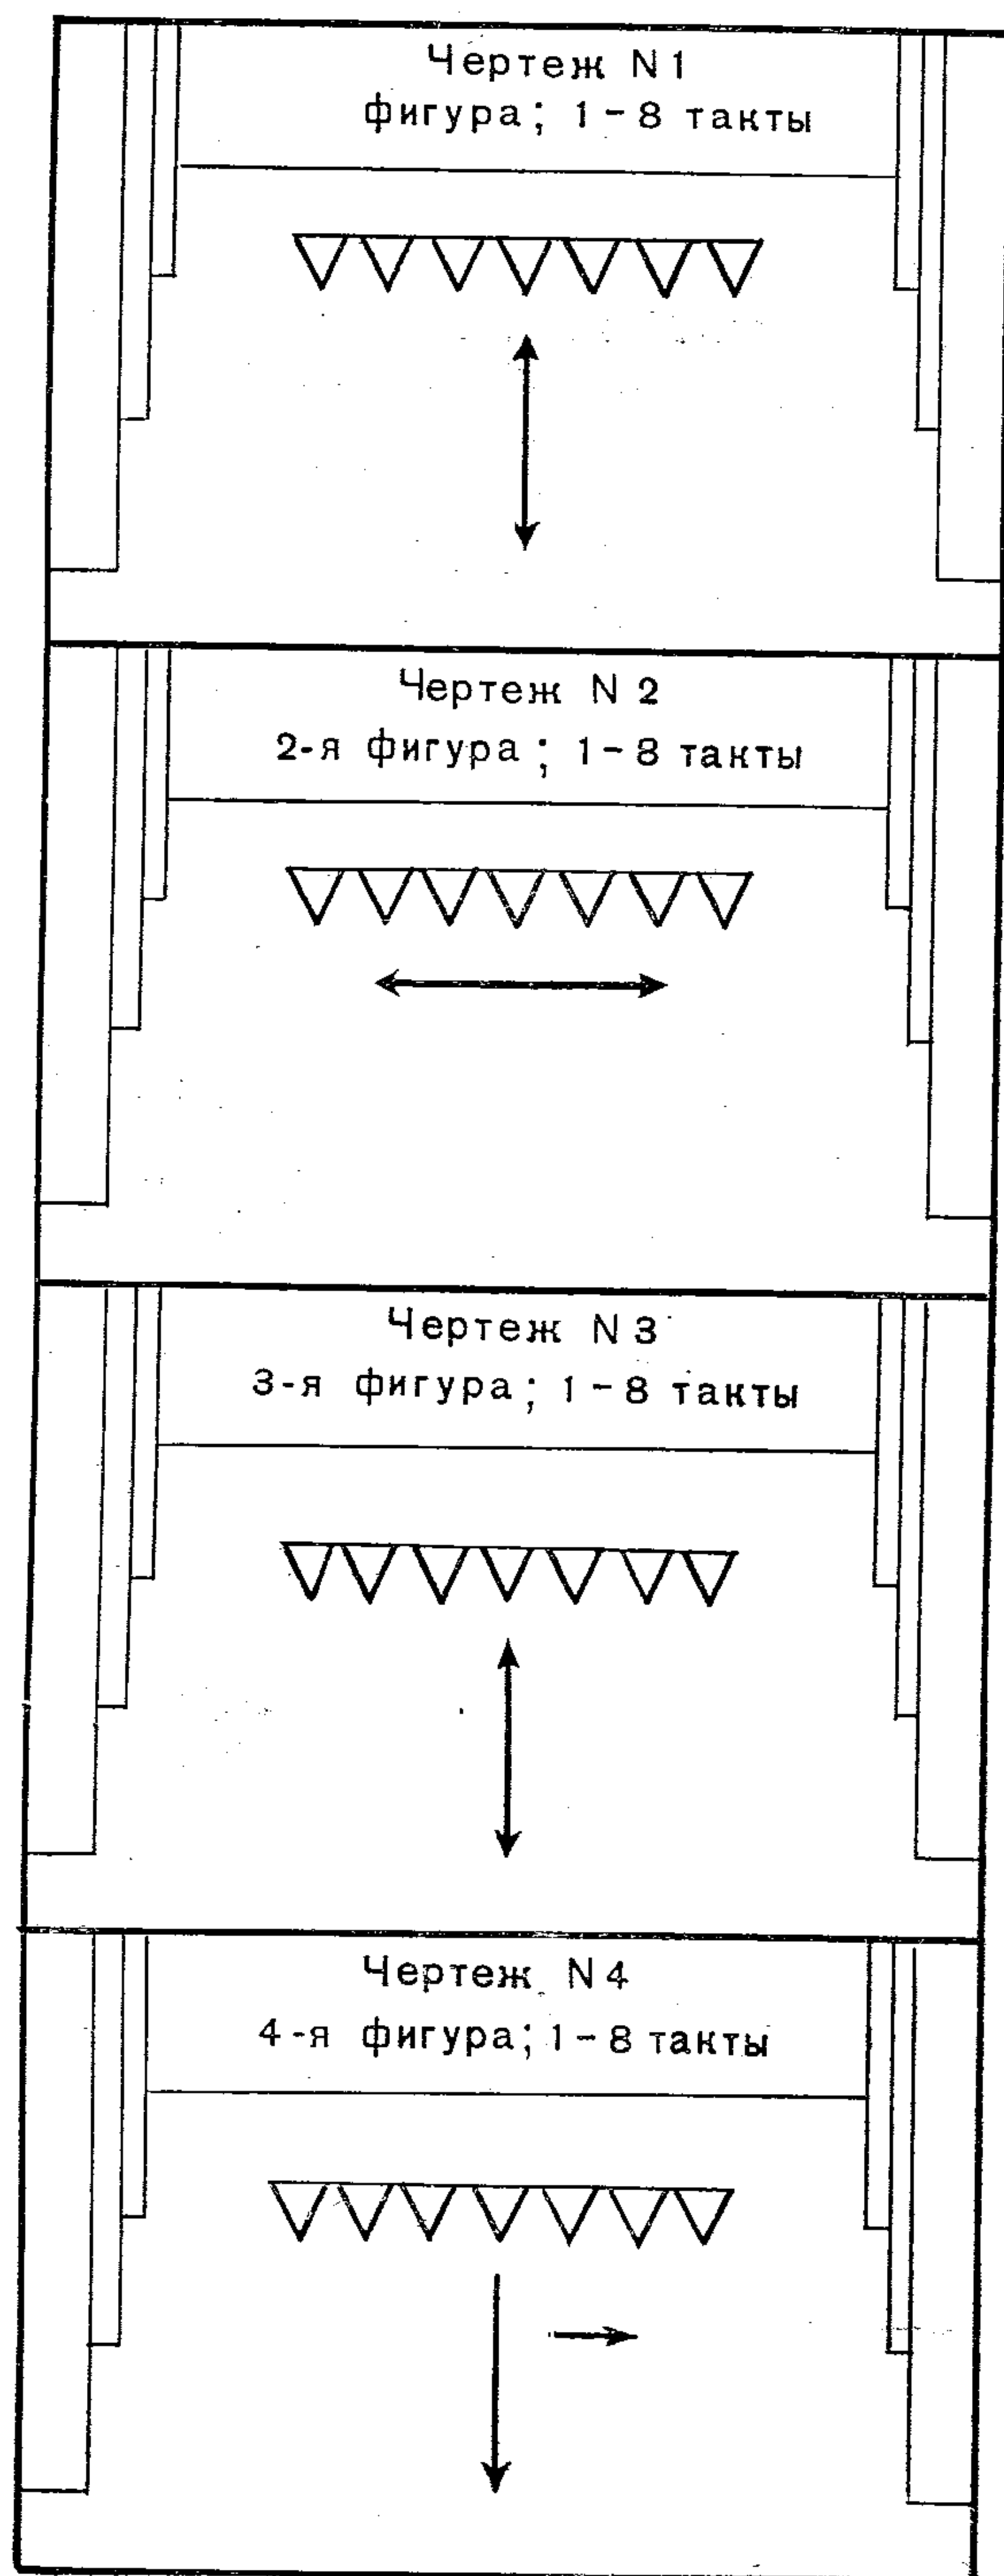 Чертеж N1
фигура; 1-8 такты
Чертеж N 2
2-я фигура; 1-8 такты
Чертеж N3
3-я фигура; 1-8 такты
Чертеж N4
4-я фигура; 1-8 такты